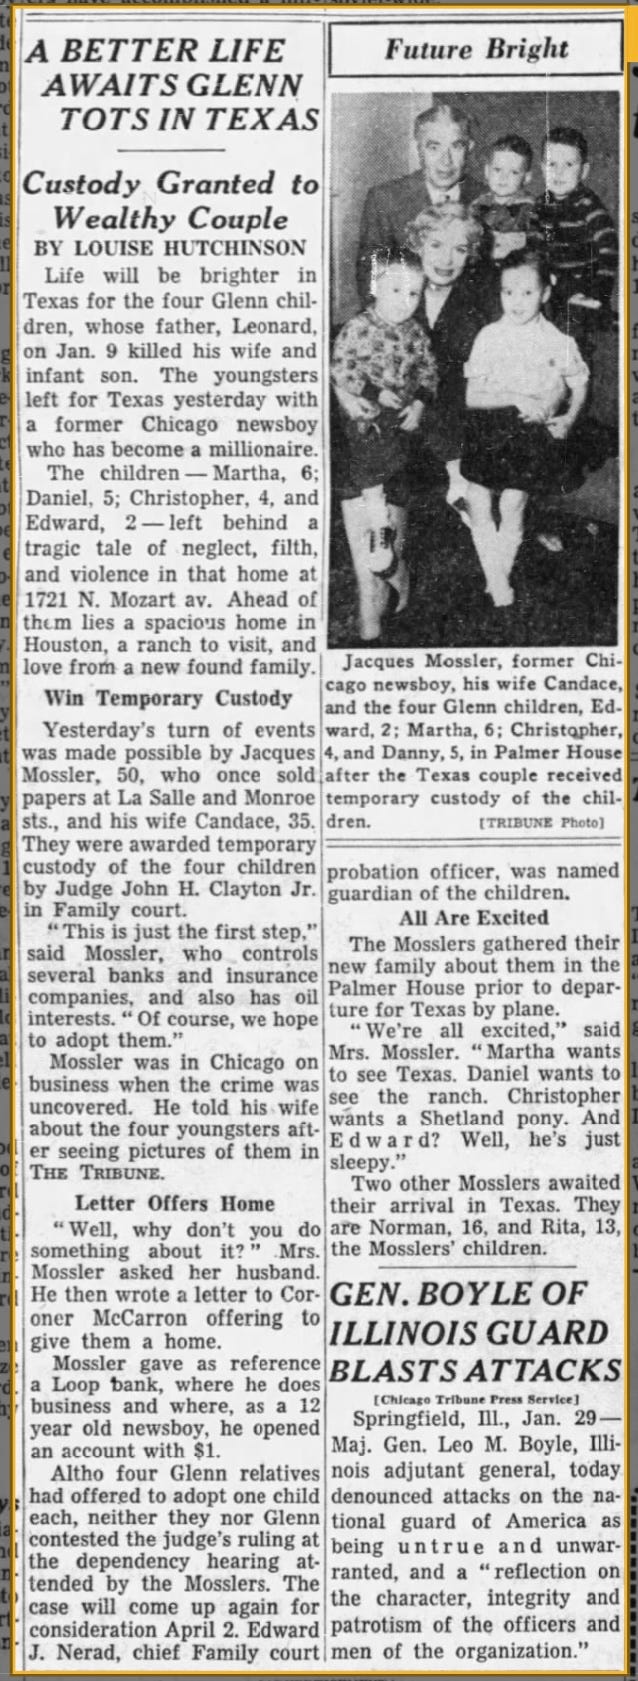 A BETTER LIFE
AWAITS GLENN
TOTS IN TEXAS
Custody Granted to
Wealthy Couple
BY LOUISE HUTCHINSON
Life will be brighter in
Texas for the four Glenn chil-
dren, whose father, Leonard,
on Jan. 9 killed his wife and
infant son. The youngsters
left for Texas yesterday with
a former Chicago newsboy
who has become a millionaire.
The children — Martha, 6;
Daniel, 5; Christopher, 4, and
Edward, 2 — left behind a
tragic tale of neglect, filth,
and violence in that home at
1721 N. Mozart av. Ahead of
them lies a spacious home in
Houston, a ranch to visit, and
love from a new found family.
Win Temporary Custody
Yesterday's turn of events
was made possible by Jacques
Mossler, 50, who once sold
papers at La Salle and Monroe
sts., and his wife Candace, 35.
They were awarded temporary
custody of the four children
by Judge John H. Clayton Jr.
in Family court.
"This is just the first step,"
said Mossler, who controls
several banks and insurance
companies, and also has oil
interests. "Of course, we hope
to adopt them."
Mossler was in Chicago on
business when the crime was
uncovered. He told his wife
about the four youngsters aft-
er seeing pictures of them in
THE TRIBUNE.
Letter Offers Home
"Well, why don't you do
something about it?" Mrs.
Mossler asked her husband.
He then wrote a letter to Cor-
oner McCarron offering to
give them a home.
Mossler gave as reference
a Loop bank, where he does
business and where, as a 12
year old newsboy, he opened
an account with $1.
Altho four Glenn relatives
had offered to adopt one child
each, neither they nor Glenn
contested the judge's ruling at
the dependency hearing at-
tended by the Mosslers. The
case will come up again for
consideration April 2. Edward
J. Nerad, chief Family court
Future Bright
Jacques Mossler, former Chi-
cago newsboy, his wife Candace,
and the four Glenn children, Ed-
ward, 2; Martha, 6; Christopher,
4, and Danny, 5, in Palmer House
after the Texas couple received
temporary custody of the chil-
dren. [TRIBUNE Photo]
probation officer, was named
guardian of the children.
All Are Excited
The Mosslers gathered their
new family about them in the
Palmer House prior to depar-
ture for Texas by plane.
"We're all excited," said
Mrs. Mossler. "Martha wants
to see Texas. Daniel wants to
see the ranch. Christopher
wants a Shetland pony. And
Edward? Well, he's just
sleepy."
Two other Mosslers awaited
their arrival in Texas. They
are Norman, 16, and Rita, 13,
the Mosslers' children.
GEN. BOYLE OF
ILLINOIS GUARD
BLASTS ATTACKS
[Chicago Tribune Press Service]
Springfield, Ill., Jan. 29—
Maj. Gen. Leo M. Boyle, Illi-
nois adjutant general, today
denounced attacks on the na-
tional guard of America as
being untrue and unwar-
ranted, and a "reflection on
the character, integrity and
patrotism of the officers and
men of the organization."